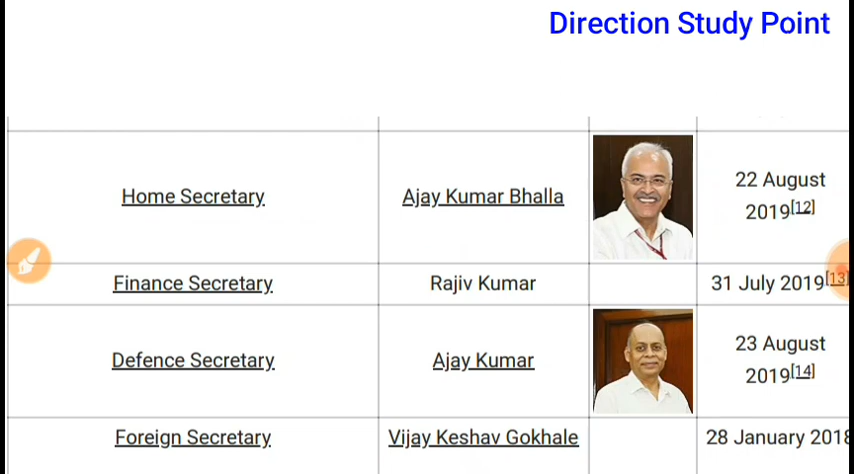 Direction Study Point
Home Secretary
Ajay Kumar Bhalla
22 August
2019[12]
Finance Secretary
Rajiv Kumar
31 July 2019[13]
Defence Secretary
Ajay Kumar
23 August
2019[14]
Foreign Secretary
Vijay Keshav Gokhale
28 January 2018